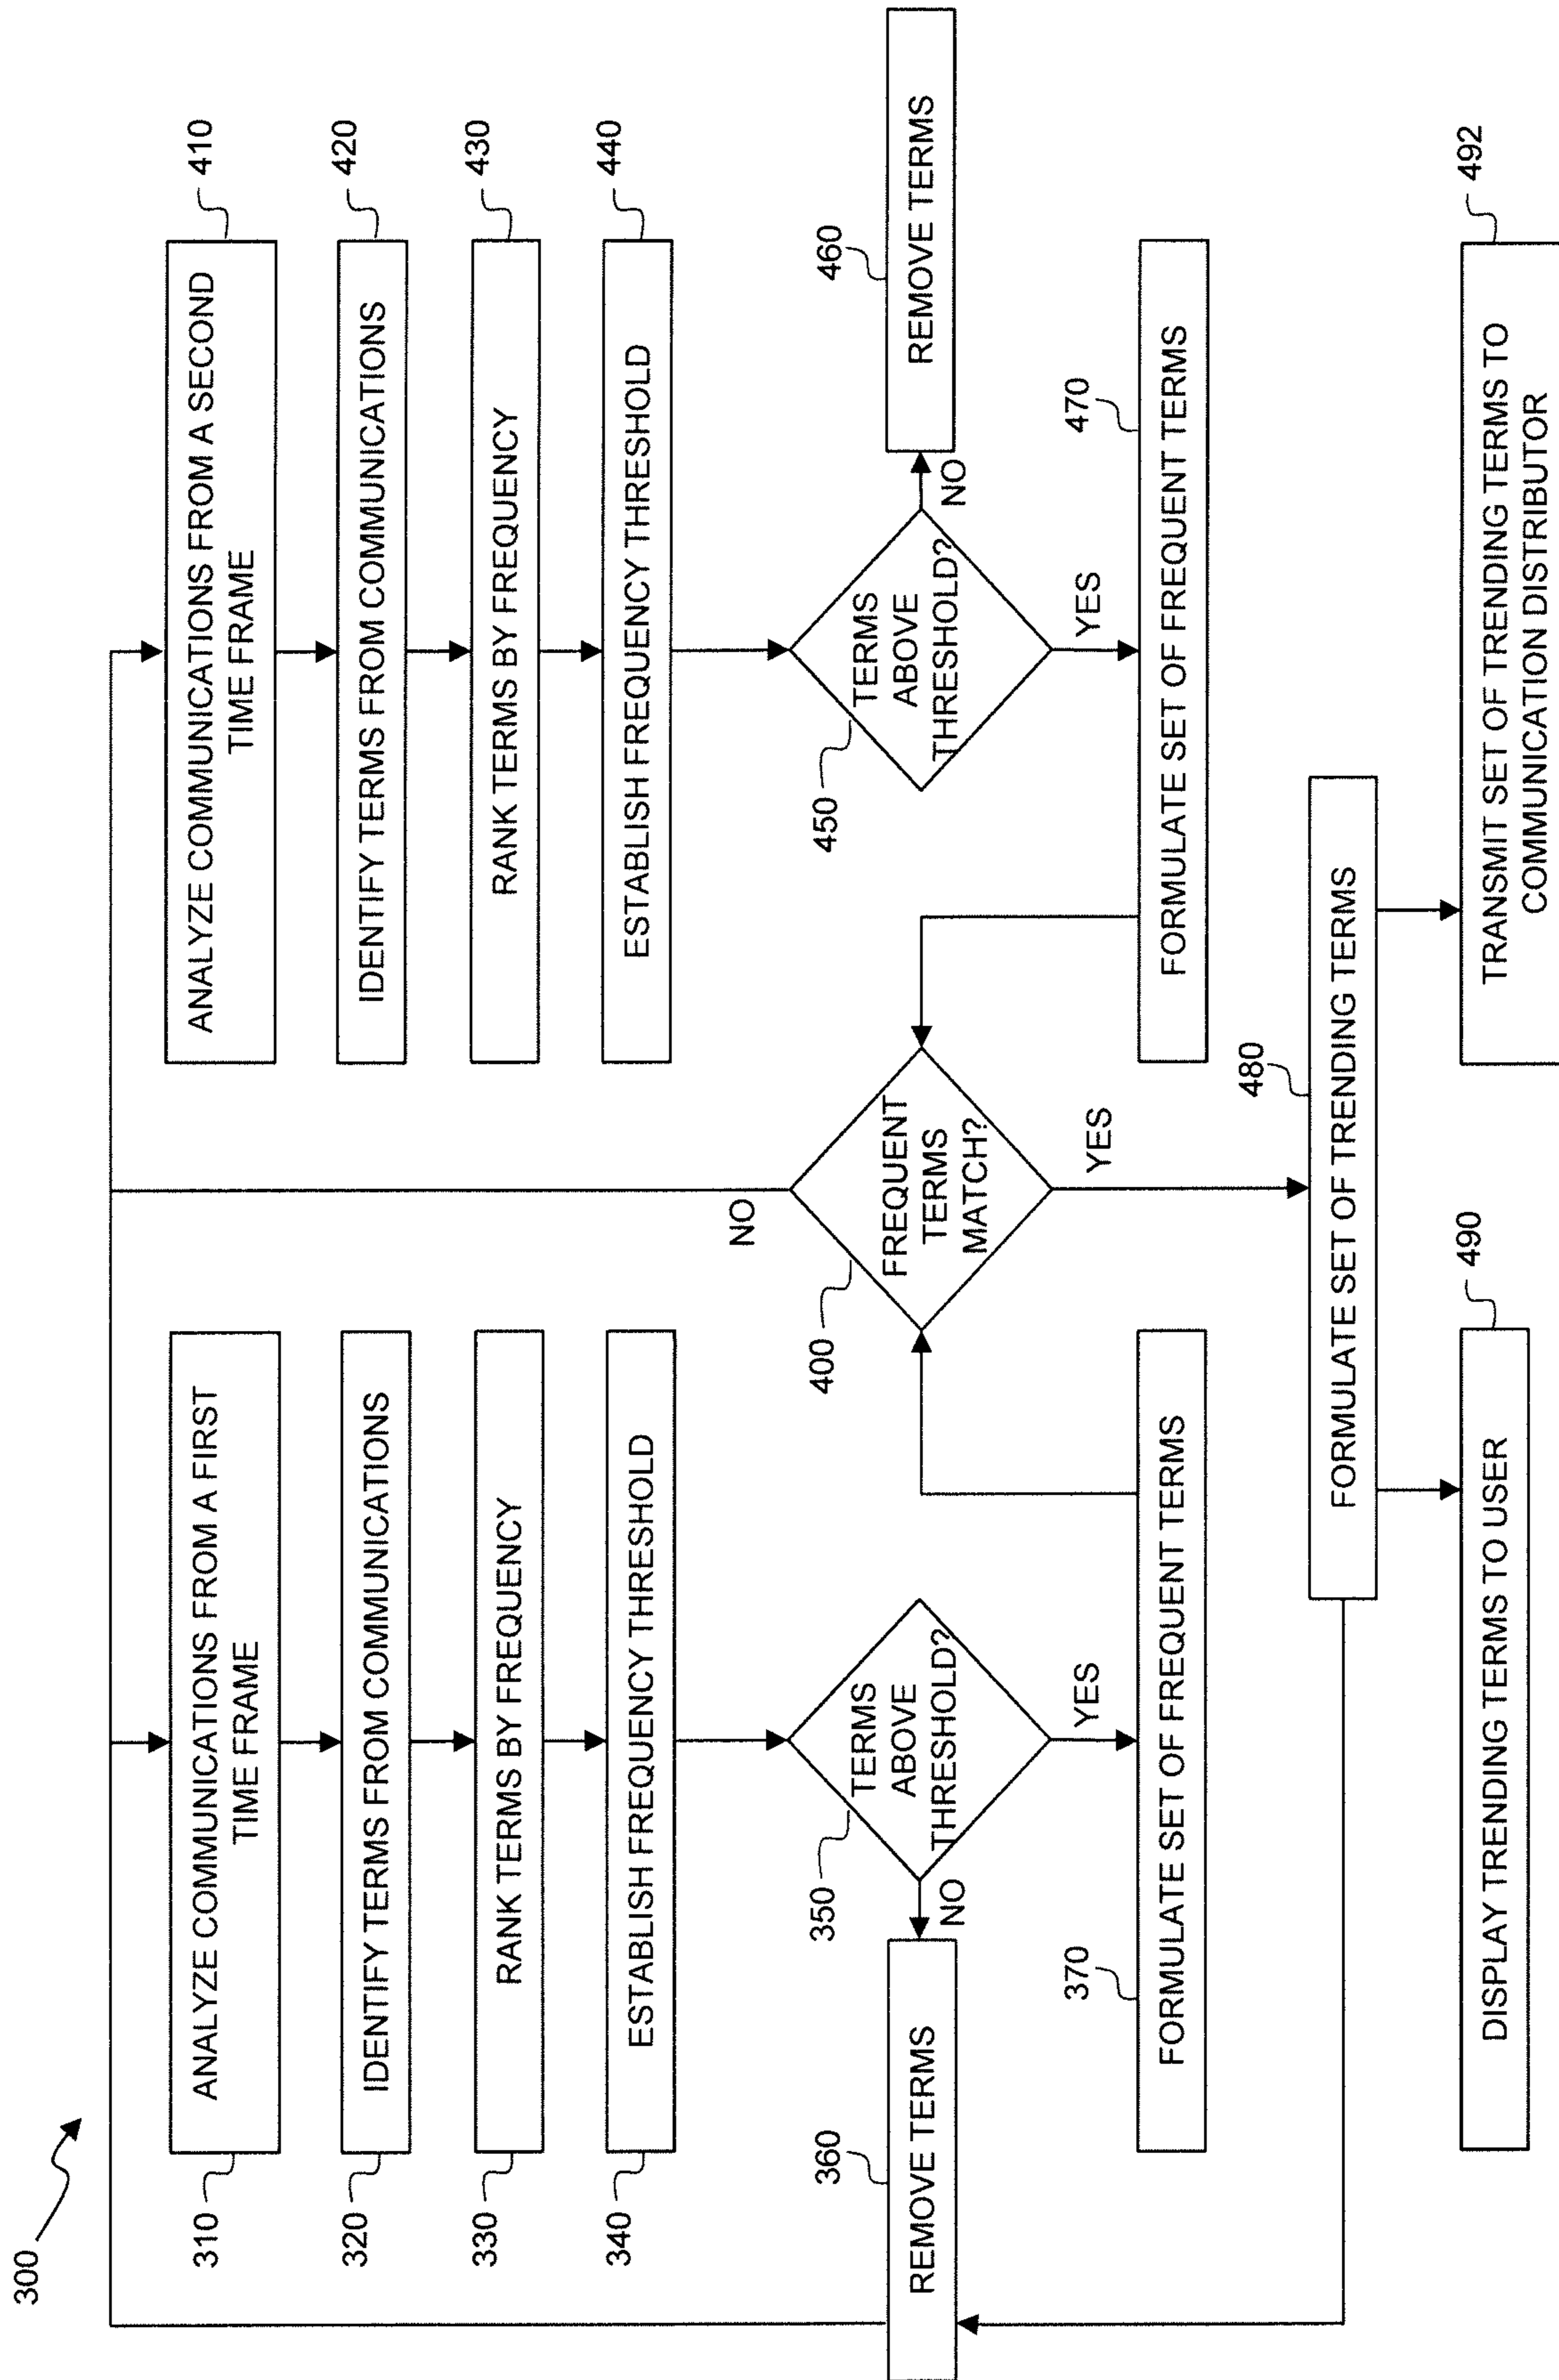 300
310
ANALYZE COMMUNICATIONS FROM A FIRST
TIME FRAME
320
IDENTIFY TERMS FROM COMMUNICATIONS
330
RANK TERMS BY FREQUENCY
340
ESTABLISH FREQUENCY THRESHOLD
350
TERMS
ABOVE
THRESHOLD?
NO
YES
360
REMOVE TERMS
370
FORMULATE SET OF FREQUENT TERMS
400
FREQUENT
TERMS
MATCH?
NO
YES
410
ANALYZE COMMUNICATIONS FROM A SECOND
TIME FRAME
420
IDENTIFY TERMS FROM COMMUNICATIONS
430
RANK TERMS BY FREQUENCY
440
ESTABLISH FREQUENCY THRESHOLD
450
TERMS
ABOVE
THRESHOLD?
NO
YES
460
REMOVE TERMS
470
FORMULATE SET OF FREQUENT TERMS
480
FORMULATE SET OF TRENDING TERMS
490
DISPLAY TRENDING TERMS TO USER
492
TRANSMIT SET OF TRENDING TERMS TO
COMMUNICATION DISTRIBUTOR